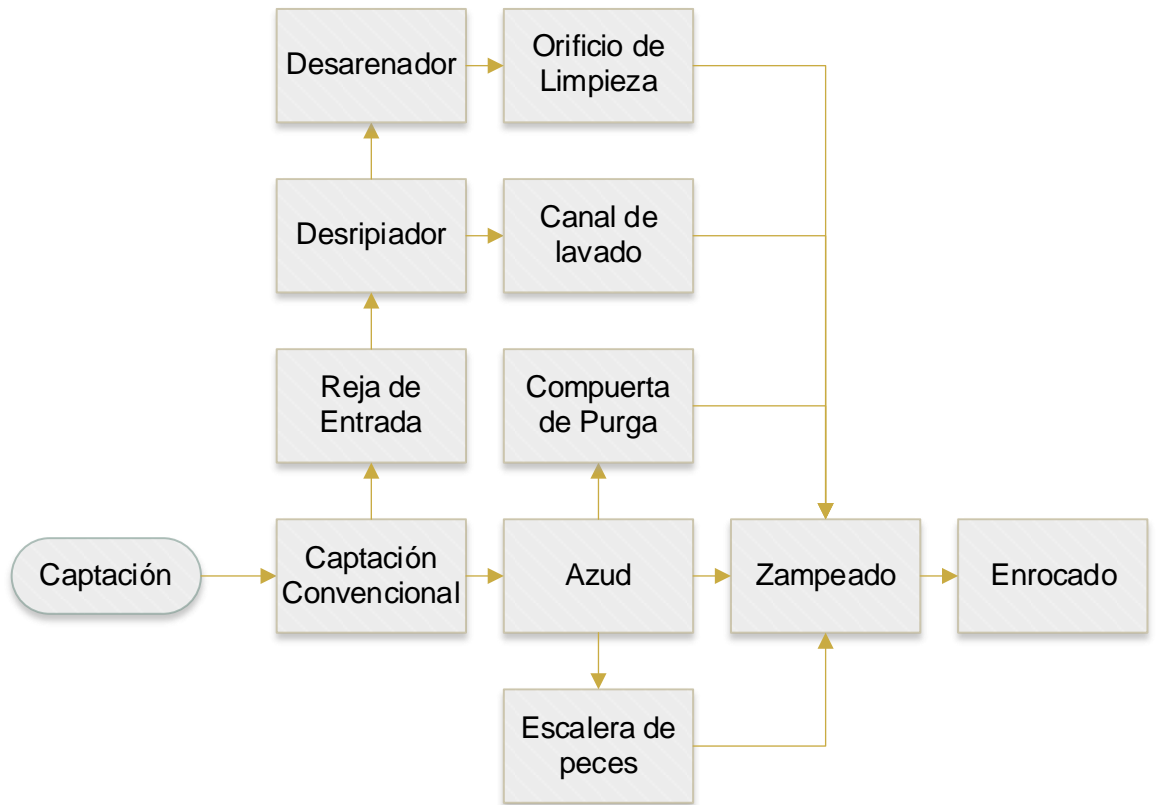 Desarenador
Orificio de
Limpieza
Desripiador
Canal de
lavado
Reja de
Entrada
Compuerta
de Purga
Captación
Captación
Convencional
Azud
Zampeado
Enrocado
Escalera de
peces